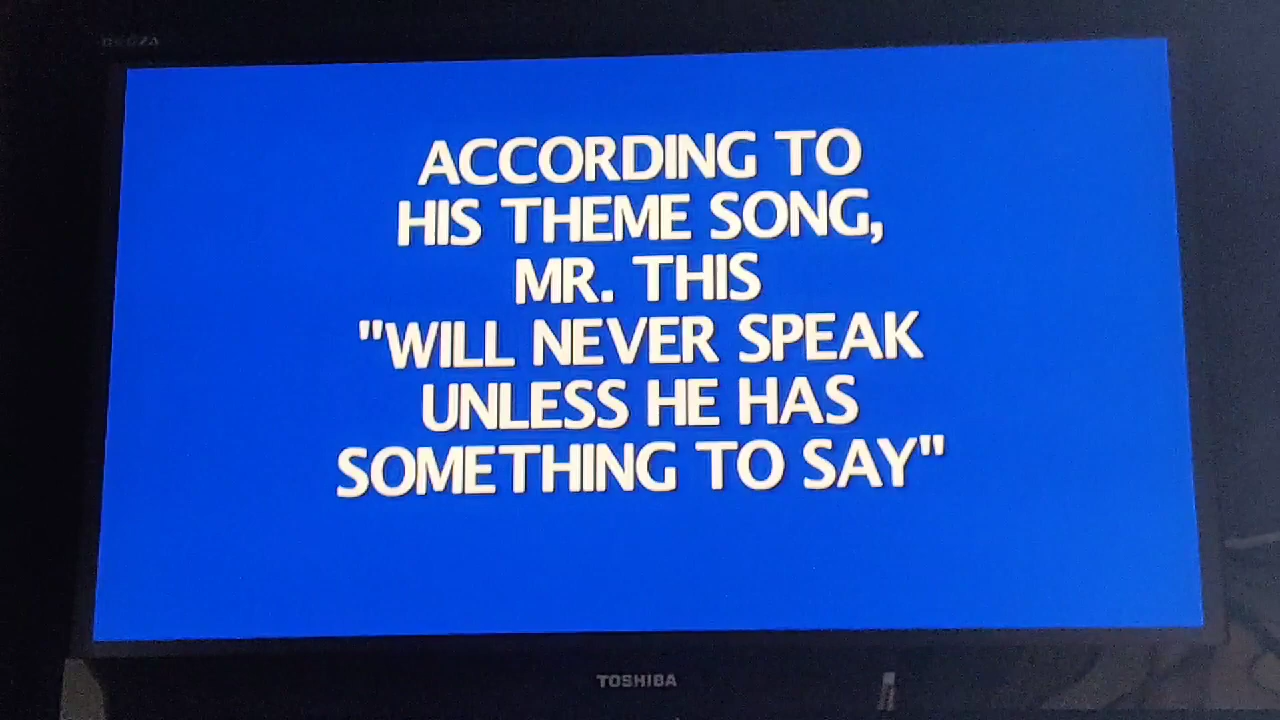 ACCORDING TO
HIS THEME SONG,
MR. THIS
"WILL NEVER SPEAK
UNLESS HE HAS
SOMETHING TO SAY"
TOSHIBA